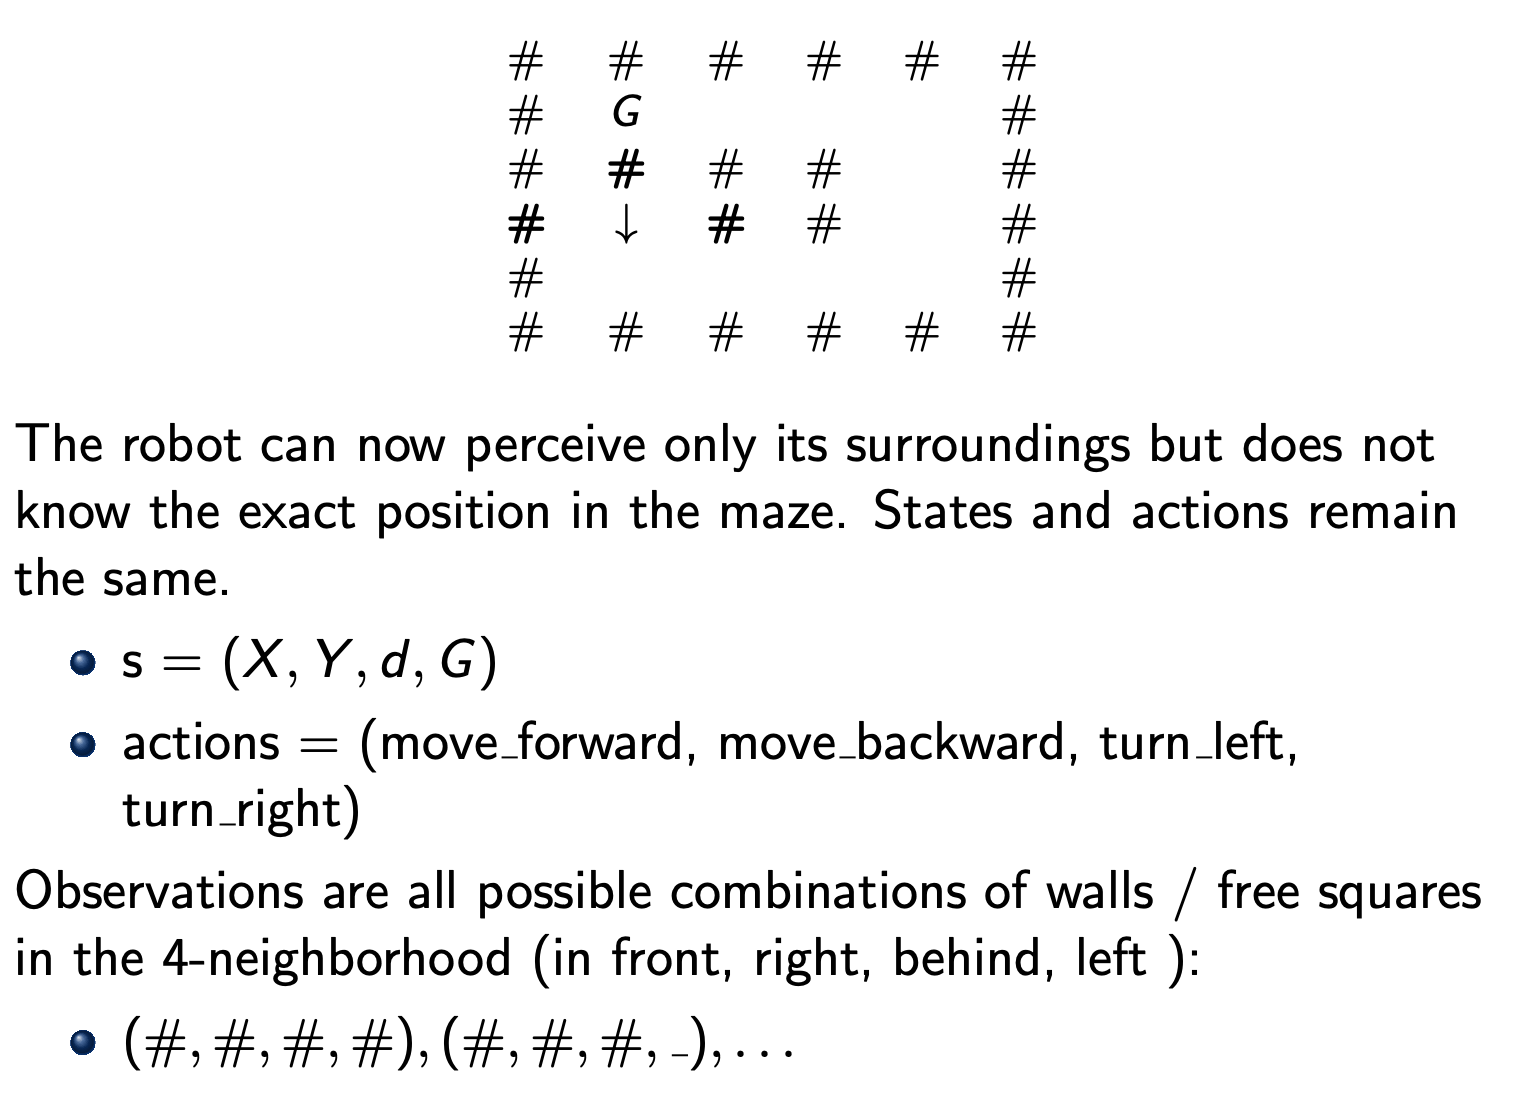 # # # # # #
# G #
# # # # #
# ↓ # # #
# #
# # # # # #
The robot can now perceive only its surroundings but does not
know the exact position in the maze. States and actions remain
the same.
s = (X, Y, d, G)
actions = (move_forward, move_backward, turn_left,
turn_right)
Observations are all possible combinations of walls / free squares
in the 4-neighborhood (in front, right, behind, left ):
(#, #, #, #), (#, #, #, _), . . .